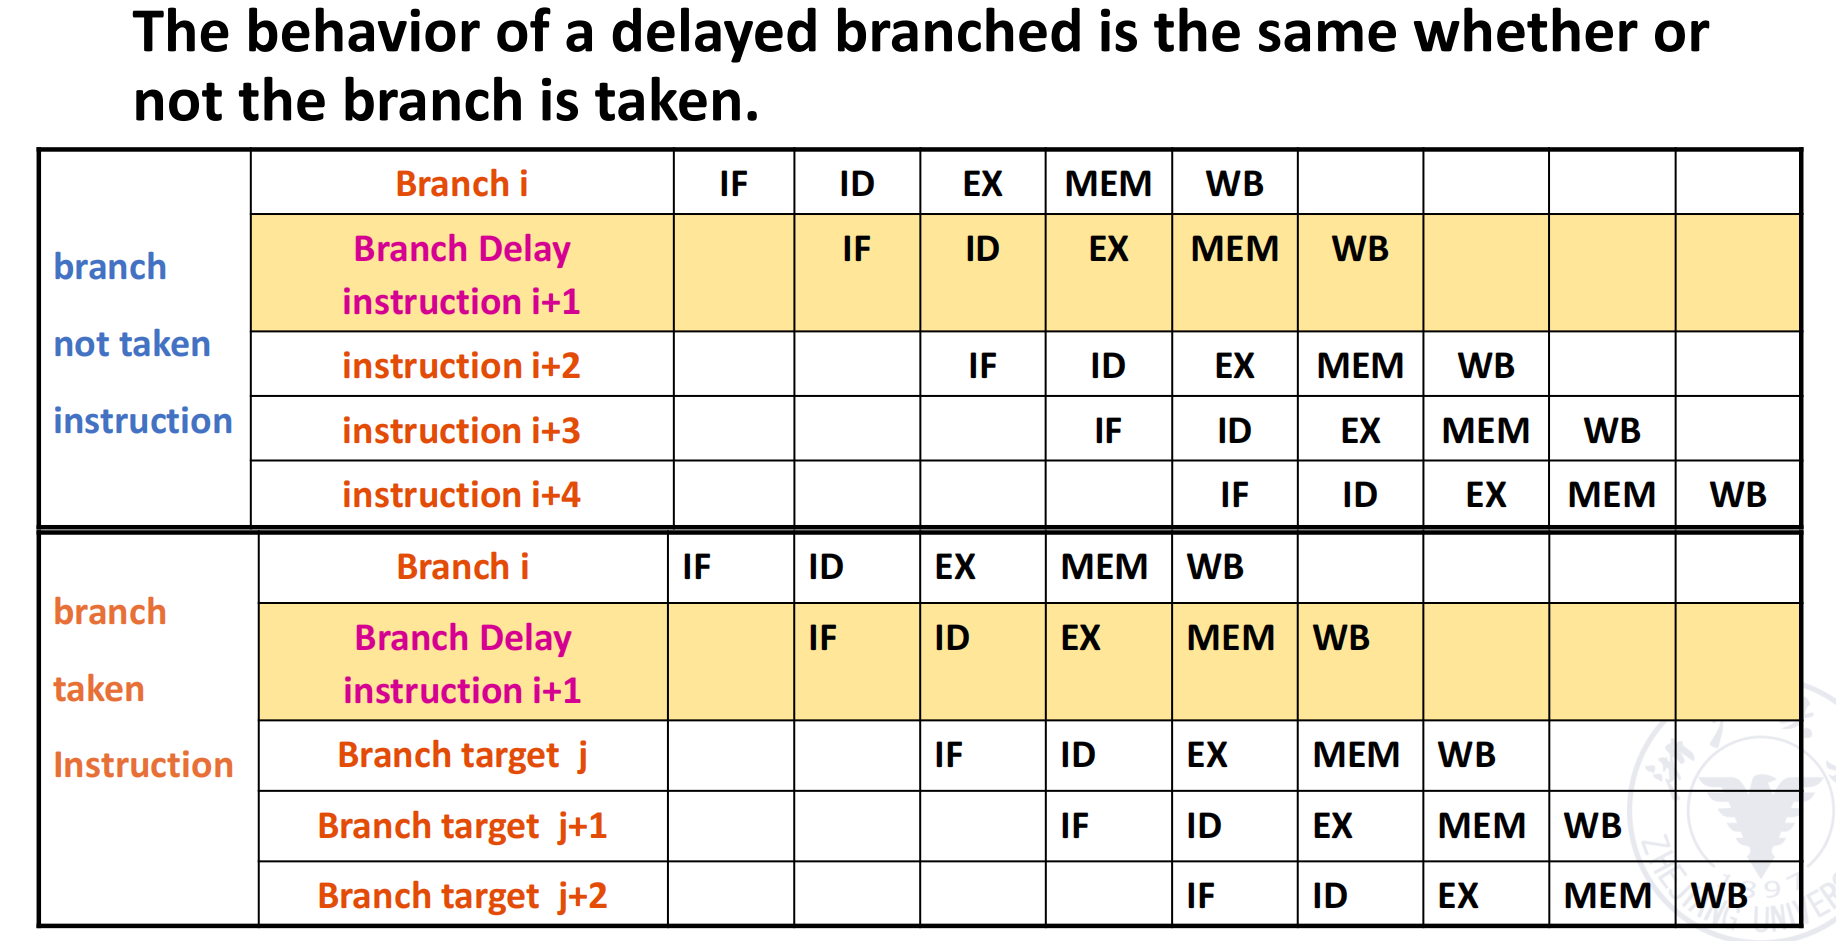 The behavior of a delayed branched is the same whether or
not the branch is taken.
branch
not taken
instruction
Branch i IF ID EX MEM WB
Branch Delay IF ID EX MEM WB
instruction i+1
instruction i+2 IF ID EX MEM WB
instruction i+3 IF ID EX MEM WB
instruction i+4 IF ID EX MEM WB
branch
taken
Instruction
Branch i IF ID EX MEM WB
Branch Delay IF ID EX MEM WB
instruction i+1
Branch target j IF ID EX MEM WB
Branch target j+1 IF ID EX MEM WB
Branch target j+2 IF ID EX MEM WB
1897